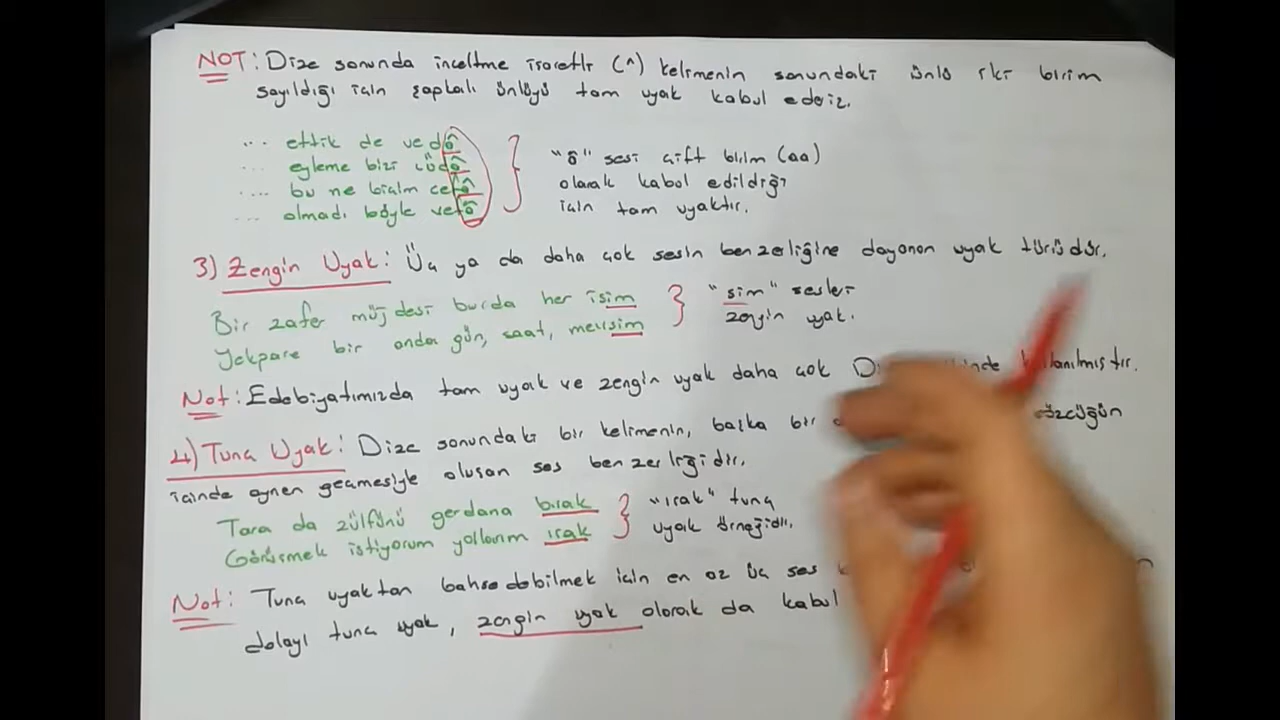 NOT: Dize sonunda inceltme işaretli (^) kelimenin sonundaki ünlü iki birim
sayıldığı için şapkalı ünlüyü tam uyak kabul ederiz.
... ettik de vedâ
... eyleme bizi cüdâ
.... bu ne biçim cefâ
... olmadı böyle vefâ
"â" sesi çift birim (aa)
olarak kabul edildiği
için tam uyaktır.
3) Zengin Uyak: Üç ya da daha çok sesin benzerliğine dayanan uyak türüdür.
Bir zafer müjdesi burda her isim
Yekpare bir anda gün, saat, mevsim
"sim" sesleri
zengin uyak.
Not: Edebiyatımızda tam uyak ve zengin uyak daha çok
4) Tunç Uyak: Dize sonundaki bir kelimenin, başka bir sözcüğün
içinde aynen geçmesiyle oluşan ses benzerliğidir.
Tara da zülfünü gerdana bırak
Görüşmek istiyorum yollarım ırak
"ırak" tunç
uyak örneğidir.
Not: Tunç uyaktan bahsedebilmek için en az üç ses
dolayı tunç uyak, zengin uyak olarak da kabul